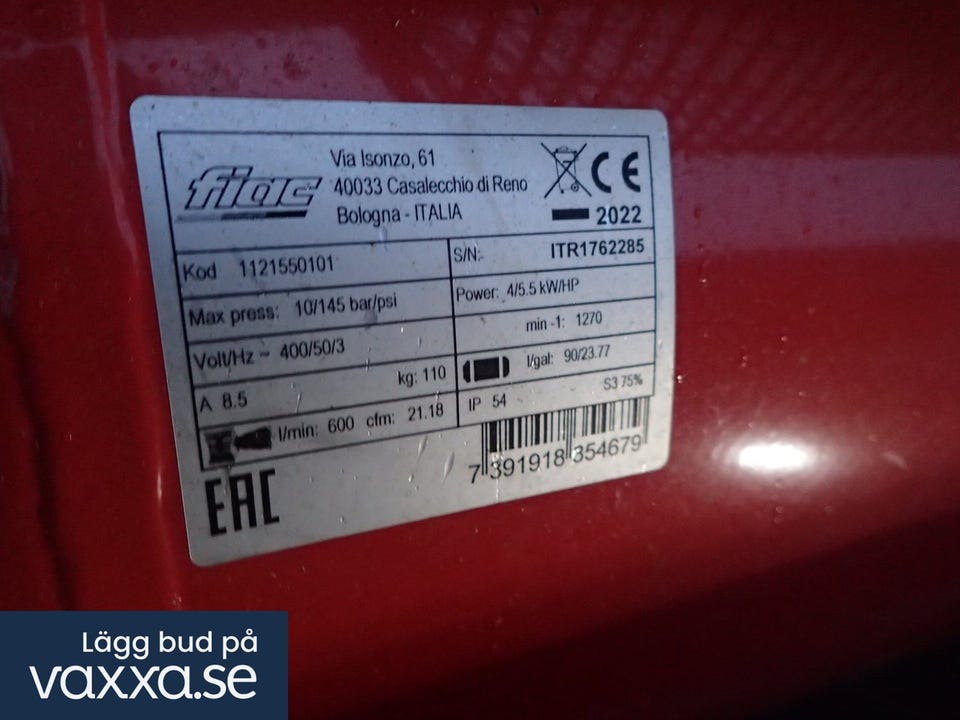 fiac
Via Isonzo, 61
40033 Casalecchio di Reno
Bologna - ITALIA
CE
2022
Kod 1121550101
S/N: ITR1762285
Max press: 10/145 bar/psi
Power: 4/5.5 kW/HP
Volt/Hz ~ 400/50/3
min -1: 1270
A 8.5 kg: 110
l/gal: 90/23.77
l/min: 600 cfm: 21.18
IP 54 S3 75%
EAC
7 391918 354679
Lägg bud på
vaxxa.se